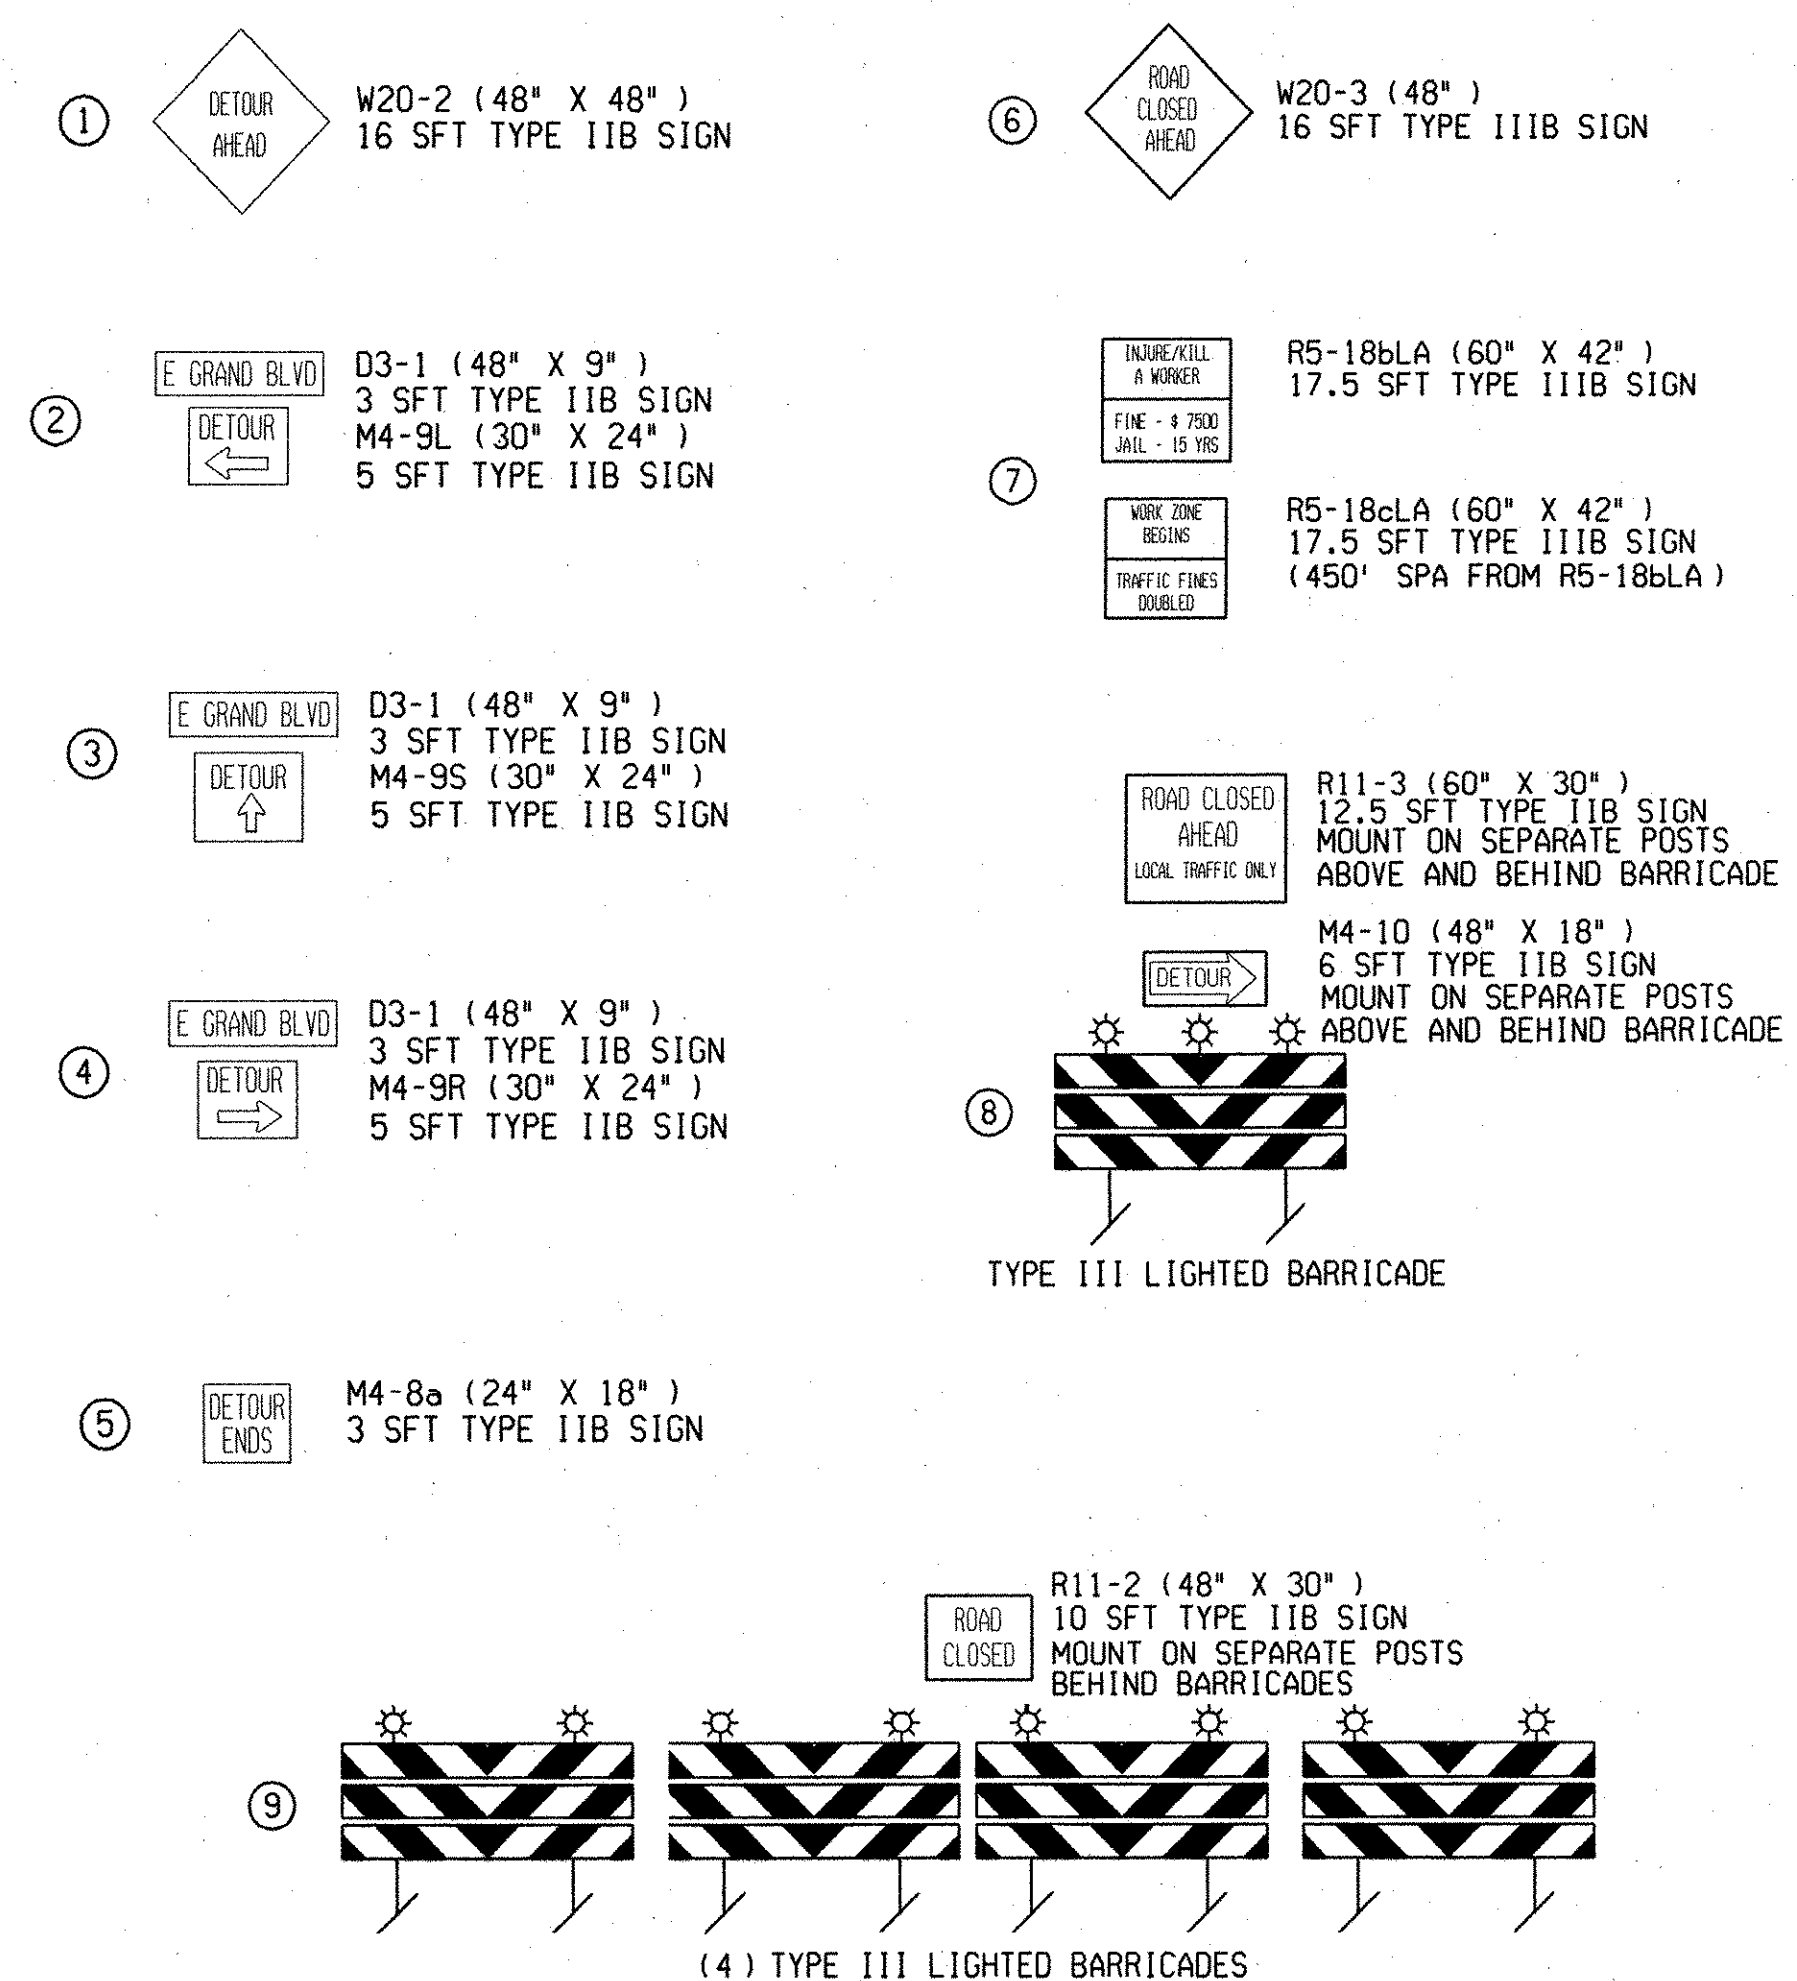 1
DETOUR
AHEAD
W20-2 (48" X 48" )
16 SFT TYPE IIB SIGN
2
E GRAND BLVD
DETOUR
D3-1 (48" X 9" )
3 SFT TYPE IIB SIGN
M4-9L (30" X 24" )
5 SFT TYPE IIB SIGN
3
E GRAND BLVD
DETOUR
D3-1 (48" X 9" )
3 SFT TYPE IIB SIGN
M4-9S (30" X 24" )
5 SFT TYPE IIB SIGN
4
E GRAND BLVD
DETOUR
D3-1 (48" X 9" )
3 SFT TYPE IIB SIGN
M4-9R (30" X 24" )
5 SFT TYPE IIB SIGN
5
DETOUR
ENDS
M4-8a (24" X 18" )
3 SFT TYPE IIB SIGN
6
ROAD
CLOSED
AHEAD
W20-3 (48" )
16 SFT TYPE IIIB SIGN
7
INJURE/KILL
A WORKER
FINE - $ 7500
JAIL - 15 YRS
R5-18bLA (60" X 42" )
17.5 SFT TYPE IIIB SIGN
WORK ZONE
BEGINS
TRAFFIC FINES
DOUBLED
R5-18cLA (60" X 42" )
17.5 SFT TYPE IIIB SIGN
(450' SPA FROM R5-18bLA )
8
ROAD CLOSED
AHEAD
LOCAL TRAFFIC ONLY
R11-3 (60" X 30" )
12.5 SFT TYPE IIB SIGN
MOUNT ON SEPARATE POSTS
ABOVE AND BEHIND BARRICADE
DETOUR
M4-10 (48" X 18" )
6 SFT TYPE IIB SIGN
MOUNT ON SEPARATE POSTS
ABOVE AND BEHIND BARRICADE
TYPE III LIGHTED BARRICADE
9
ROAD
CLOSED
R11-2 (48" X 30" )
10 SFT TYPE IIB SIGN
MOUNT ON SEPARATE POSTS
BEHIND BARRICADES
(4 ) TYPE III LIGHTED BARRICADES